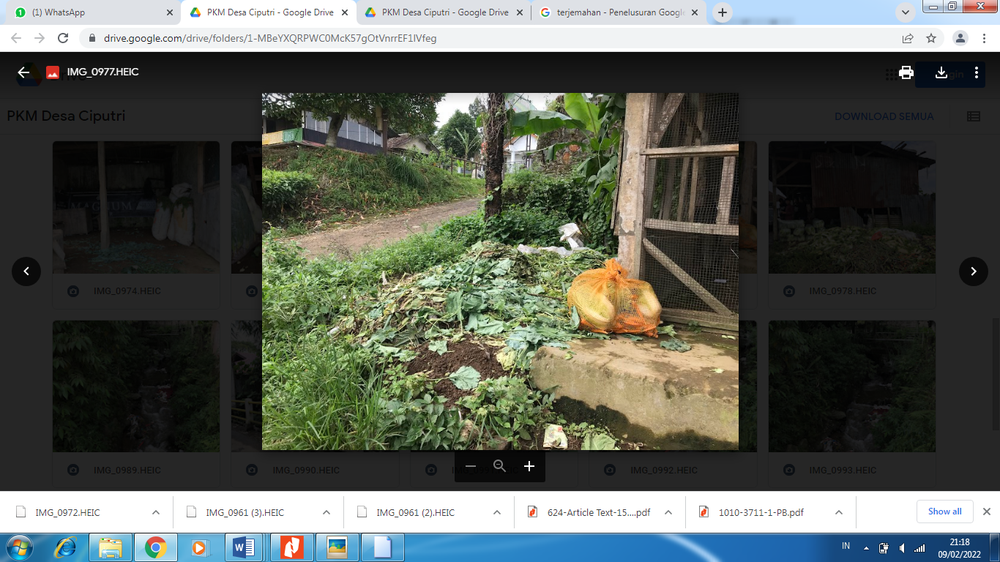 (1) WhatsApp
PKM Desa Ciputri - Google Drive
PKM Desa Ciputri - Google Drive
terjemahan - Penelusuran Google
drive.google.com/drive/folders/1-MBeYXQRPWC0McK57gOtVnrrEF1lVfeg
IMG_0977.HEIC
PKM Desa Ciputri
DOWNLOAD SEMUA
IMG_0974.HEIC
IMG_0978.HEIC
IMG_0989.HEIC
IMG_0990.HEIC
IMG_0992.HEIC
IMG_0993.HEIC
IMG_0972.HEIC
IMG_0961 (3).HEIC
IMG_0961 (2).HEIC
624-Article Text-15....pdf
1010-3711-1-PB.pdf
Show all
IN
21:18
09/02/2022